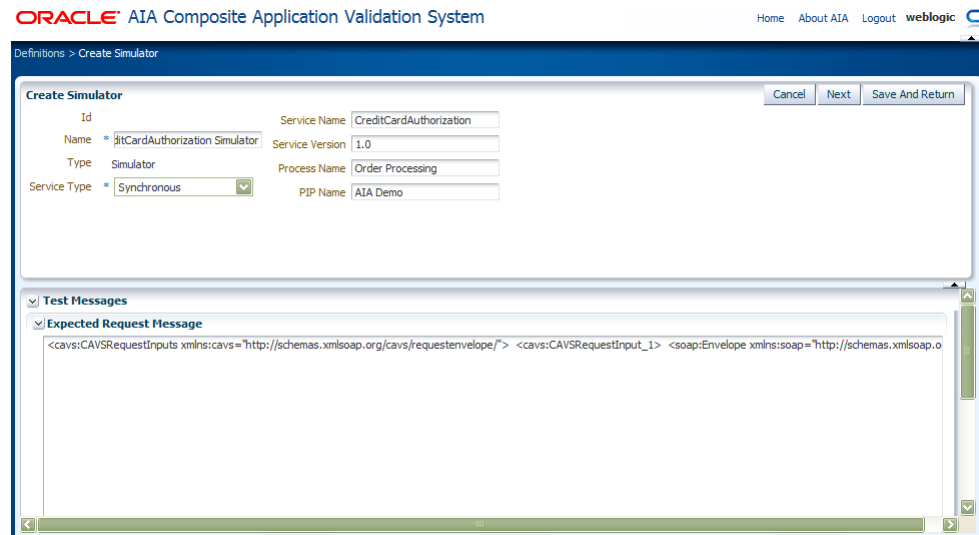 ORACLE AIA Composite Application Validation System
Home About AIA Logout weblogic
Definitions > Create Simulator
Create Simulator
Cancel Next Save And Return
Id
Service Name CreditCardAuthorization
Name * ditCardAuthorization Simulator
Service Version 1.0
Type Simulator
Process Name Order Processing
Service Type * Synchronous
PIP Name AIA Demo
Test Messages
Expected Request Message
<cavs:CAVSRequestInputs xmlns:cavs="http://schemas.xmlsoap.org/cavs/requestenvelope/"> <cavs:CAVSRequestInput_1> <soap:Envelope xmlns:soap="http://schemas.xmlsoap.o